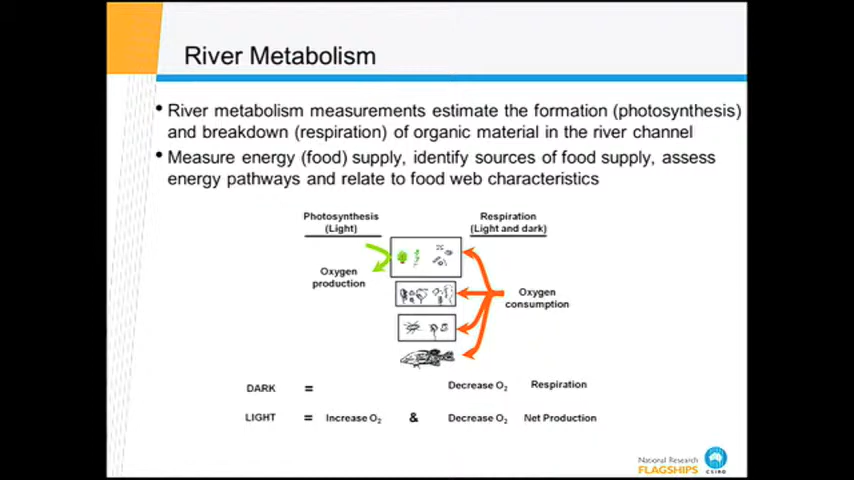 River Metabolism
• River metabolism measurements estimate the formation (photosynthesis)
and breakdown (respiration) of organic material in the river channel
• Measure energy (food) supply, identify sources of food supply, assess
energy pathways and relate to food web characteristics
Photosynthesis
(Light)
Respiration
(Light and dark)
Oxygen
production
Oxygen
consumption
DARK = Decrease O₂ Respiration
LIGHT = Increase O₂ & Decrease O₂ Net Production
National Research
FLAGSHIPS
CSIRO